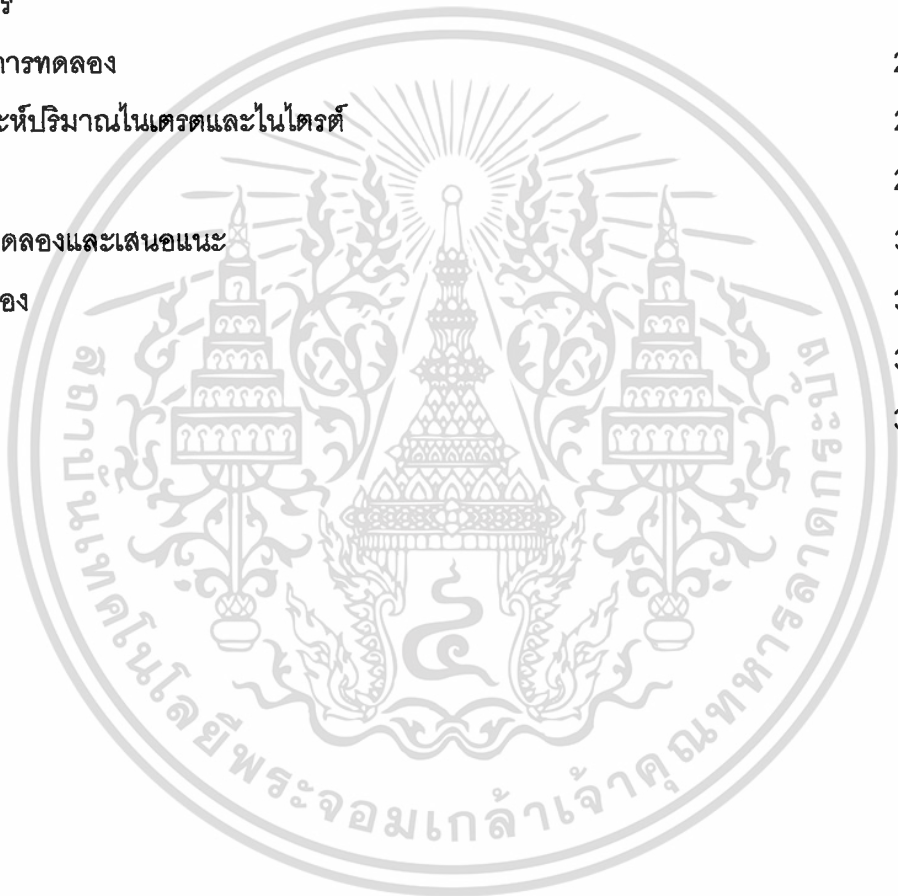 การทดลอง 2
ะห์ปริมาณไนเตรตและไนไตรต์ 2
2
ดลองและเสนอแนะ 3
อง 3
3
3
สถาบันเทคโนโลยีพระจอมเกล้าเจ้าคุณทหารลาดกระบัง
๔